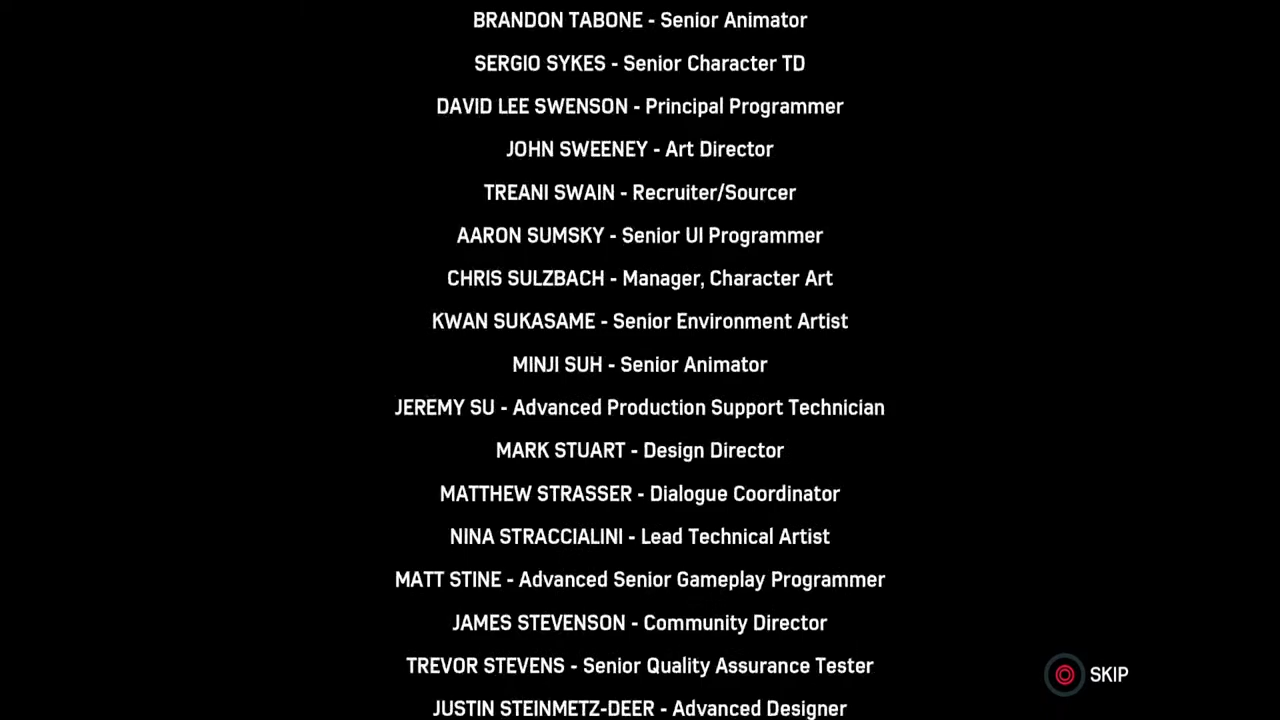 BRANDON TABONE - Senior Animator
SERGIO SYKES - Senior Character TD
DAVID LEE SWENSON - Principal Programmer
JOHN SWEENEY - Art Director
TREANI SWAIN - Recruiter/Sourcer
AARON SUMSKY - Senior UI Programmer
CHRIS SULZBACH - Manager, Character Art
KWAN SUKASAME - Senior Environment Artist
MINJI SUH - Senior Animator
JEREMY SU - Advanced Production Support Technician
MARK STUART - Design Director
MATTHEW STRASSER - Dialogue Coordinator
NINA STRACCIALINI - Lead Technical Artist
MATT STINE - Advanced Senior Gameplay Programmer
JAMES STEVENSON - Community Director
TREVOR STEVENS - Senior Quality Assurance Tester
SKIP
JUSTIN STEINMETZ-DEER - Advanced Designer